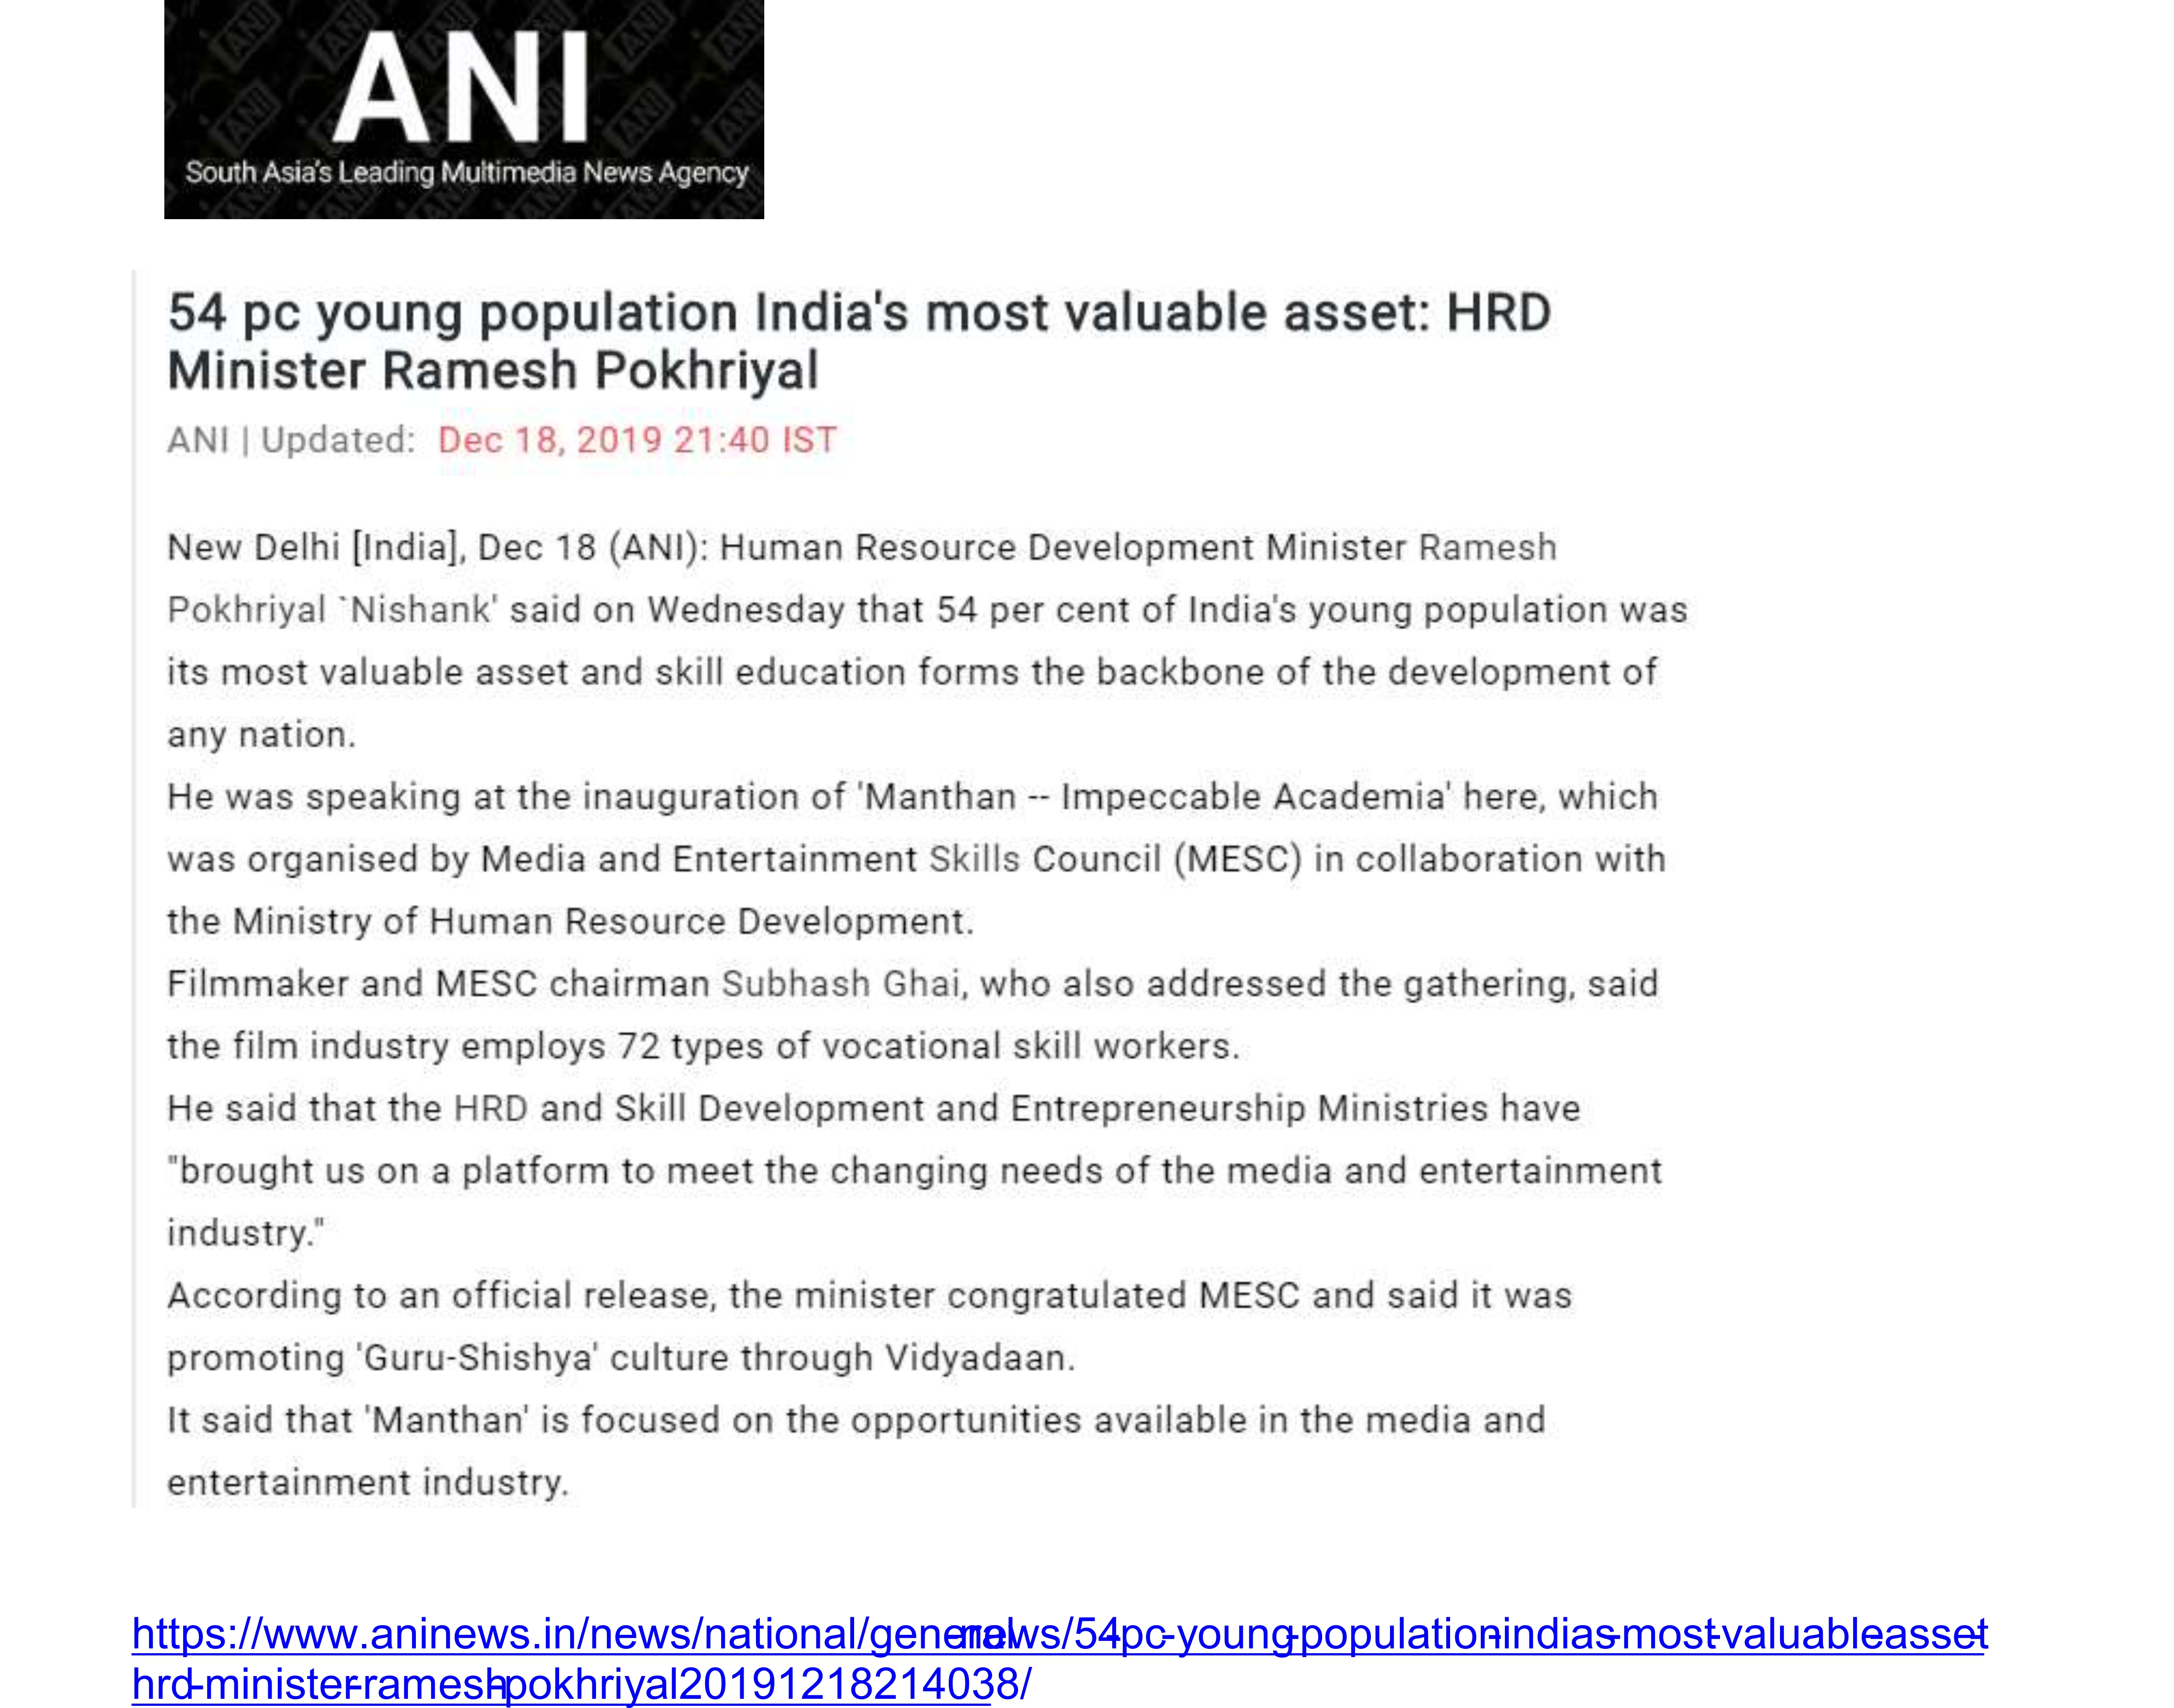 ANI
South Asia's Leading Multimedia News Agency
54 pc young population India's most valuable asset: HRD
Minister Ramesh Pokhriyal
ANI | Updated: Dec 18, 2019 21:40 IST
New Delhi [India], Dec 18 (ANI): Human Resource Development Minister Ramesh
Pokhriyal `Nishank' said on Wednesday that 54 per cent of India's young population was
its most valuable asset and skill education forms the backbone of the development of
any nation.
He was speaking at the inauguration of 'Manthan -- Impeccable Academia' here, which
was organised by Media and Entertainment Skills Council (MESC) in collaboration with
the Ministry of Human Resource Development.
Filmmaker and MESC chairman Subhash Ghai, who also addressed the gathering, said
the film industry employs 72 types of vocational skill workers.
He said that the HRD and Skill Development and Entrepreneurship Ministries have
"brought us on a platform to meet the changing needs of the media and entertainment
industry."
According to an official release, the minister congratulated MESC and said it was
promoting 'Guru-Shishya' culture through Vidyadaan.
It said that 'Manthan' is focused on the opportunities available in the media and
entertainment industry.
https://www.aninews.in/news/national/general-news/54pc-young-population-indias-most-valuableasset-
hrd-minister-ramesh-pokhriyal20191218214038/